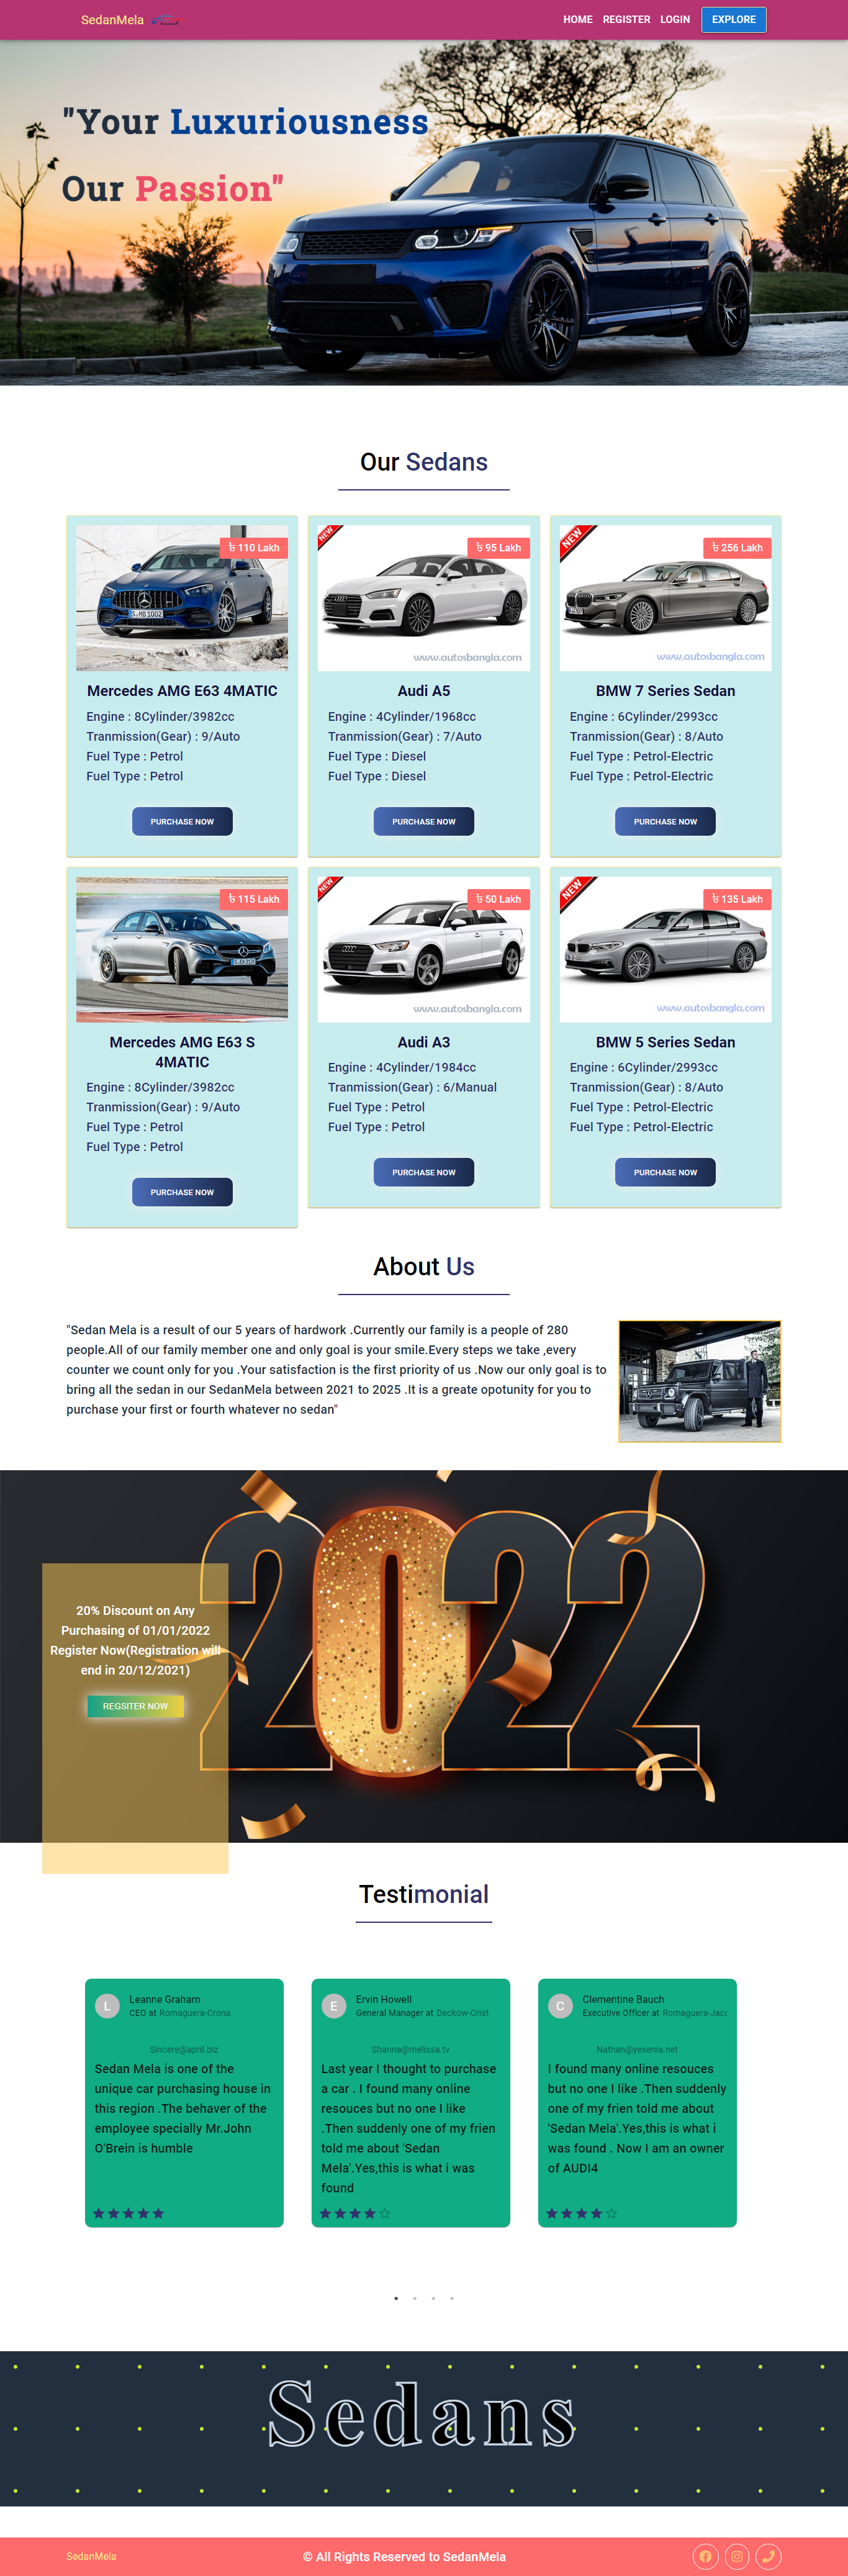 SedanMela
HOME REGISTER LOGIN EXPLORE
"Your Luxuriousness
Our Passion"
Our Sedans
৳ 110 Lakh
Mercedes AMG E63 4MATIC
Engine : 8Cylinder/3982cc
Tranmission(Gear) : 9/Auto
Fuel Type : Petrol
Fuel Type : Petrol
PURCHASE NOW
NEW
৳ 95 Lakh
www.autosbangla.com
Audi A5
Engine : 4Cylinder/1968cc
Tranmission(Gear) : 7/Auto
Fuel Type : Diesel
Fuel Type : Diesel
PURCHASE NOW
NEW
৳ 256 Lakh
www.autosbangla.com
BMW 7 Series Sedan
Engine : 6Cylinder/2993cc
Tranmission(Gear) : 8/Auto
Fuel Type : Petrol-Electric
Fuel Type : Petrol-Electric
PURCHASE NOW
৳ 115 Lakh
Mercedes AMG E63 S
4MATIC
Engine : 8Cylinder/3982cc
Tranmission(Gear) : 9/Auto
Fuel Type : Petrol
Fuel Type : Petrol
PURCHASE NOW
NEW
৳ 50 Lakh
www.autosbangla.com
Audi A3
Engine : 4Cylinder/1984cc
Tranmission(Gear) : 6/Manual
Fuel Type : Petrol
Fuel Type : Petrol
PURCHASE NOW
NEW
৳ 135 Lakh
www.autosbangla.com
BMW 5 Series Sedan
Engine : 6Cylinder/2993cc
Tranmission(Gear) : 8/Auto
Fuel Type : Petrol-Electric
Fuel Type : Petrol-Electric
PURCHASE NOW
About Us
"Sedan Mela is a result of our 5 years of hardwork .Currently our family is a people of 280
people.All of our family member one and only goal is your smile.Every steps we take ,every
counter we count only for you .Your satisfaction is the first priority of us .Now our only goal is to
bring all the sedan in our SedanMela between 2021 to 2025 .It is a greate opotunity for you to
purchase your first or fourth whatever no sedan"
2022
20% Discount on Any
Purchasing of 01/01/2022
Register Now(Registration will
end in 20/12/2021)
REGSITER NOW
Testimonial
L
Leanne Graham
CEO at Romaguera-Crona
Sincere@april.biz
Sedan Mela is one of the
unique car purchasing house in
this region .The behaver of the
employee specially Mr.John
O'Brein is humble
E
Ervin Howell
General Manager at Deckow-Crist
Shanna@melissa.tv
Last year I thought to purchase
a car . I found many online
resouces but no one I like
.Then suddenly one of my frien
told me about 'Sedan
Mela'.Yes,this is what i was
found
C
Clementine Bauch
Executive Officer at Romaguera-Jaco
Nathan@yesenia.net
I found many online resouces
but no one I like .Then suddenly
one of my frien told me about
'Sedan Mela'.Yes,this is what i
was found . Now I am an owner
of AUDI4
Sedans
SedanMela
© All Rights Reserved to SedanMela